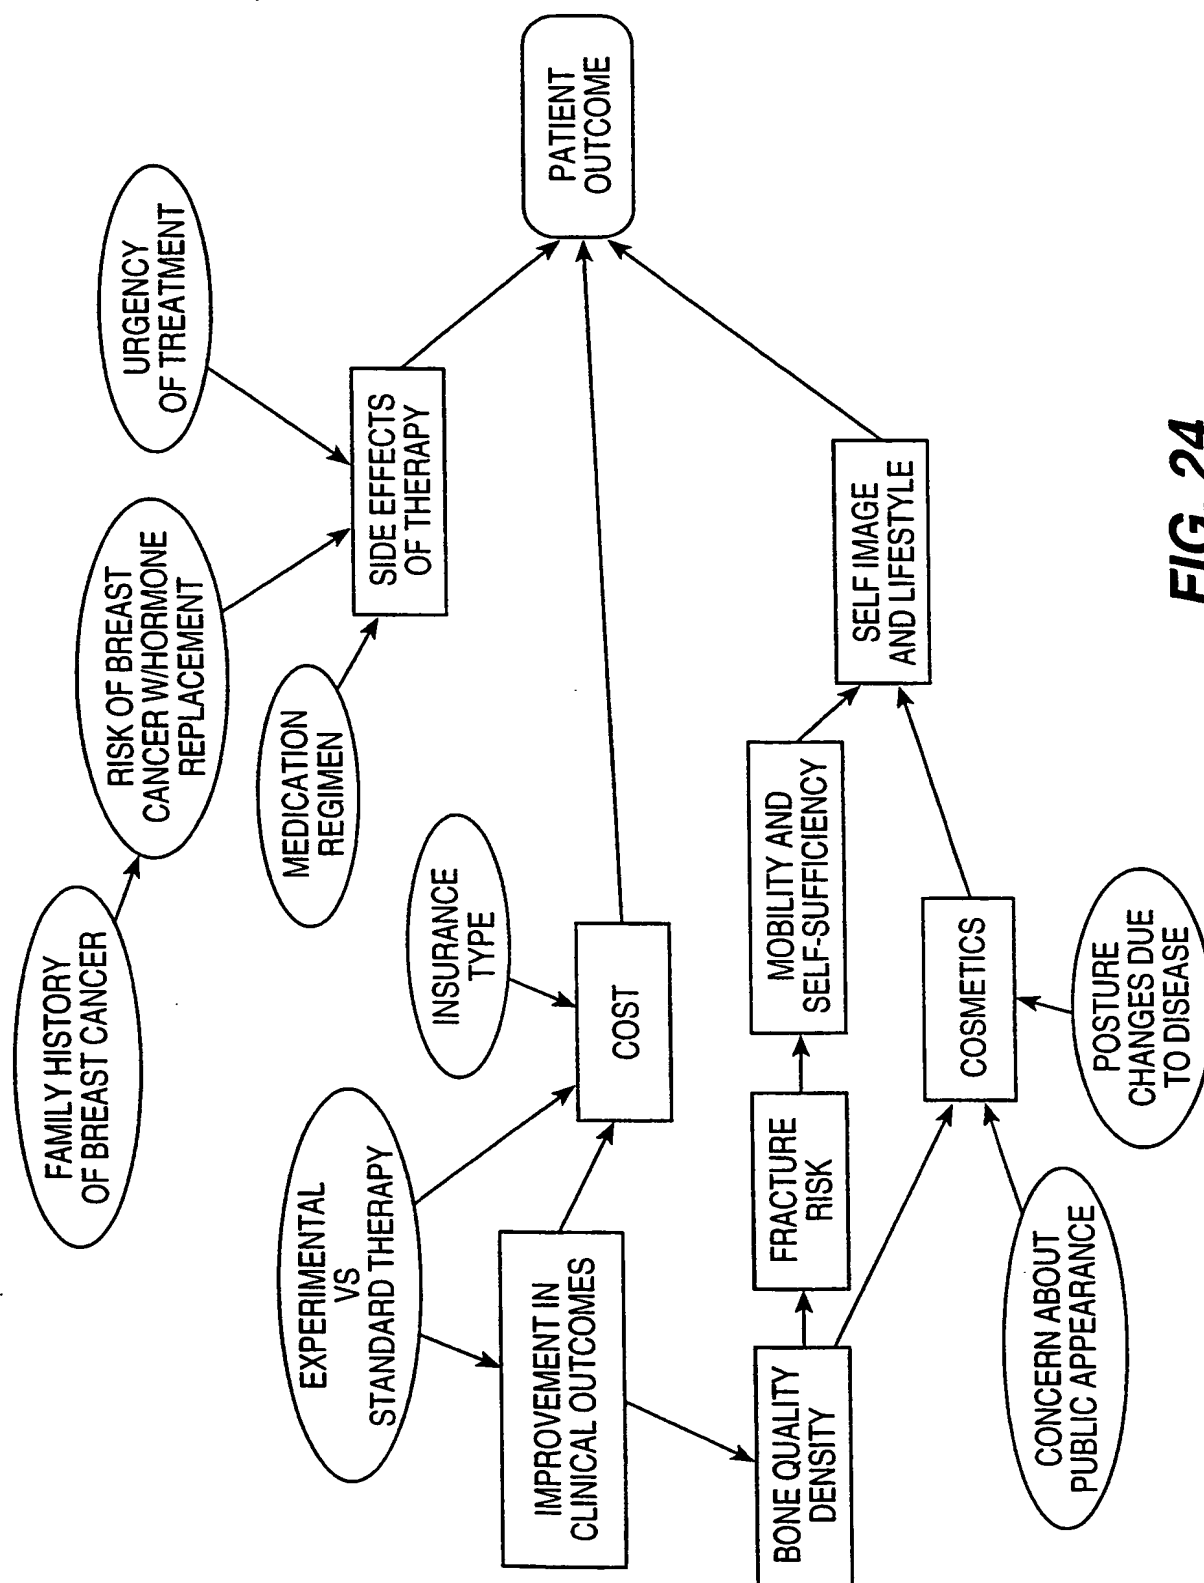 FAMILY HISTORY
OF BREAST CANCER
RISK OF BREAST
CANCER W/HORMONE
REPLACEMENT
URGENCY
OF TREATMENT
MEDICATION
REGIMEN
SIDE EFFECTS
OF THERAPY
EXPERIMENTAL
VS
STANDARD THERAPY
INSURANCE
TYPE
IMPROVEMENT IN
CLINICAL OUTCOMES
COST
PATIENT
OUTCOME
BONE QUALITY
DENSITY
FRACTURE
RISK
MOBILITY AND
SELF-SUFFICIENCY
SELF IMAGE
AND LIFESTYLE
COSMETICS
CONCERN ABOUT
PUBLIC APPEARANCE
POSTURE
CHANGES DUE
TO DISEASE
FIG. 24